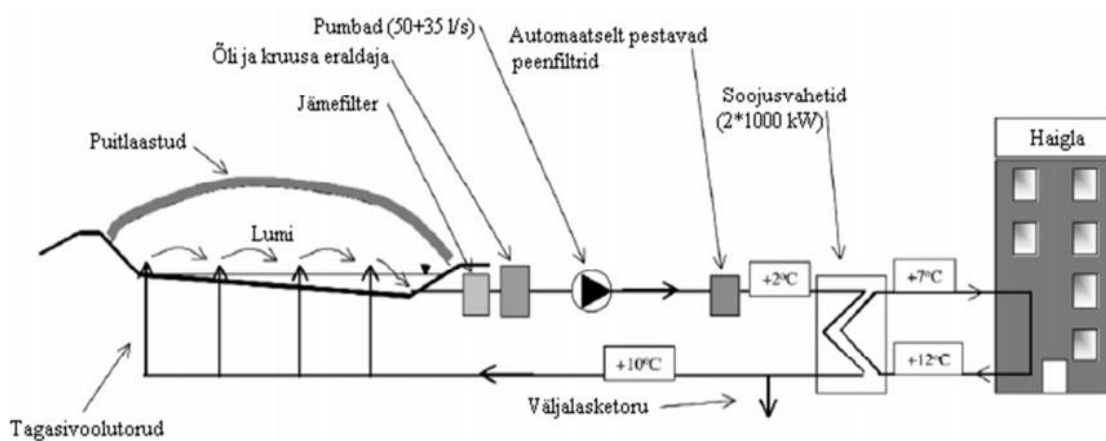 Pumbad (50+35 l/s)
Õli ja kruusa eraldaja
Jämefilter
Automaatselt pestavad
peenfiltrid
Soojusvahetid
(2*1000 kW)
Haigla
Puitlaastud
Lumi
+2°C
+7°C
+10°C
+12°C
Väljalasketoru
Tagasivoolutorud